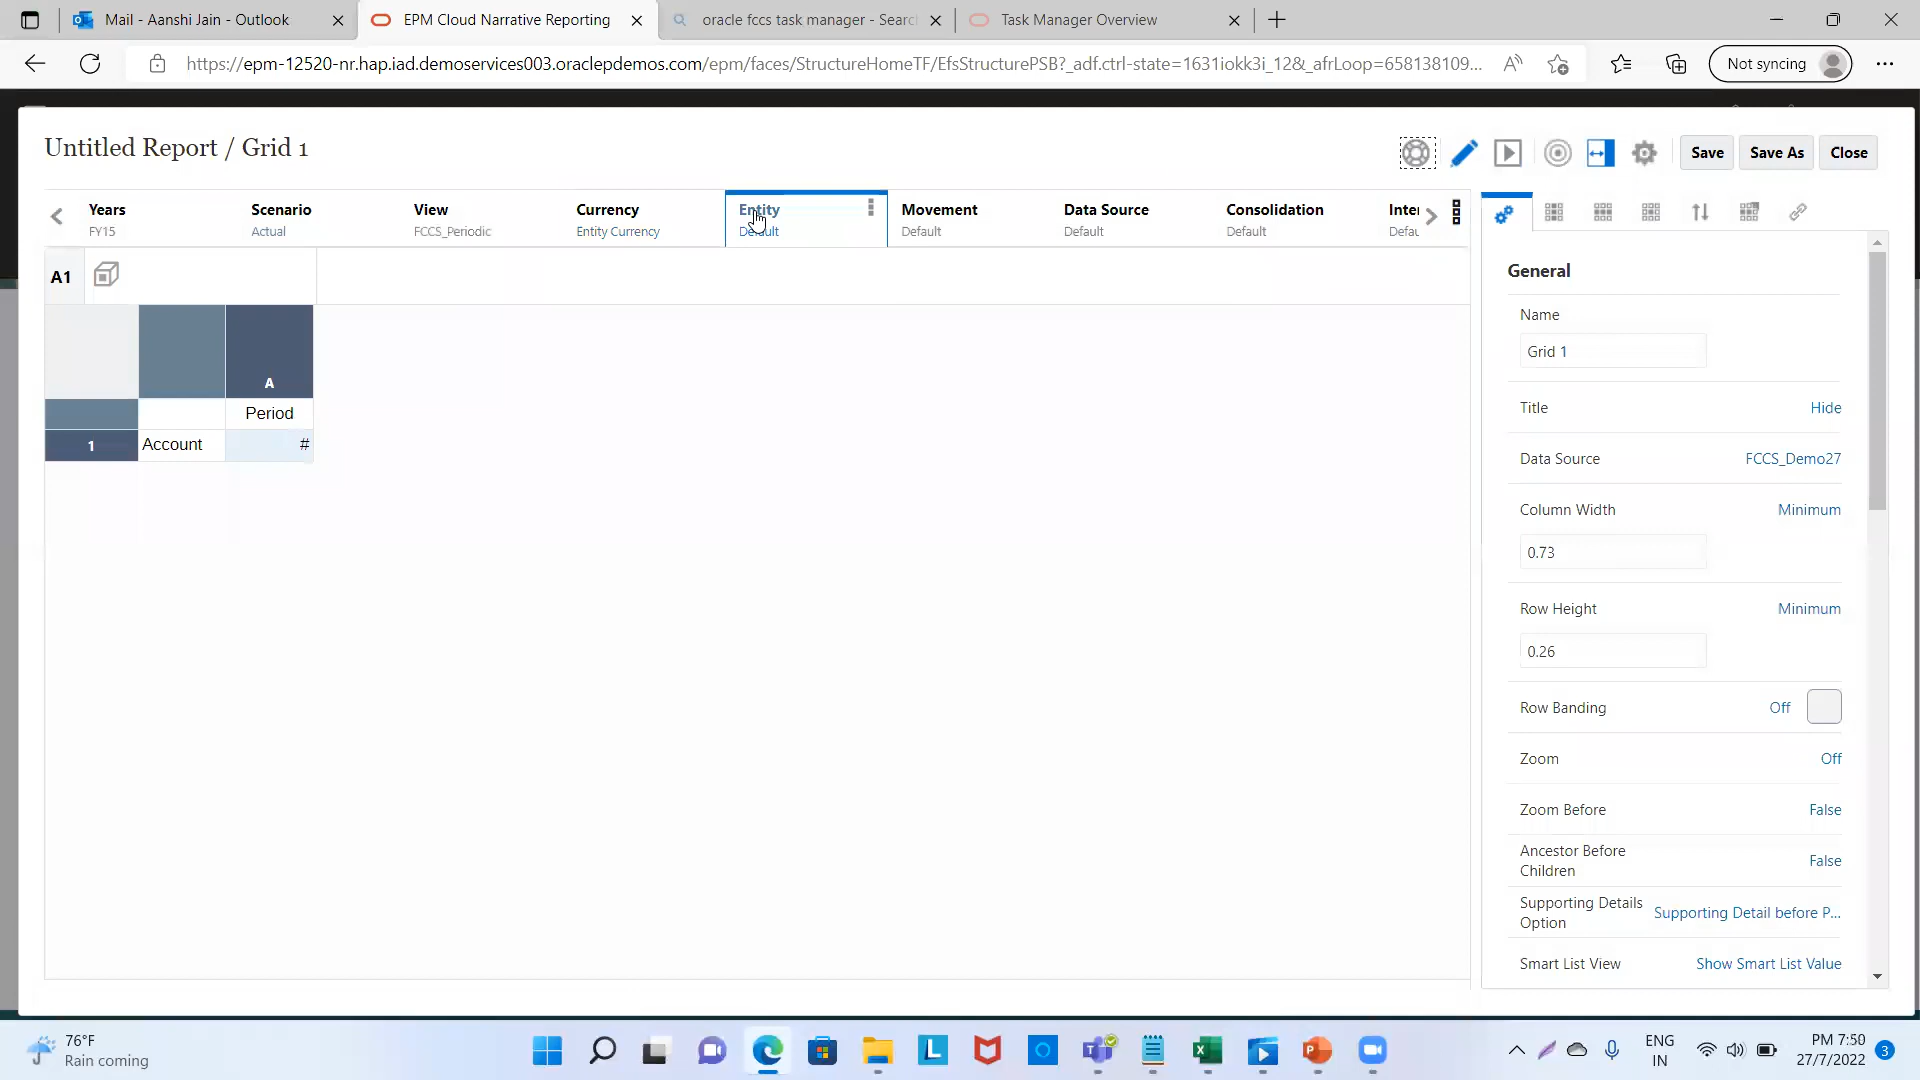 Mail - Aanshi Jain - Outlook
EPM Cloud Narrative Reporting
oracle fccs task manager - Searc
Task Manager Overview
https://epm-12520-nr.hap.iad.demoservices003.oraclepdemos.com/epm/faces/StructureHomeTF/EfsStructurePSB?_adf.ctrl-state=1631iokk3i_12&_afrLoop=658138109...
Not syncing
Untitled Report / Grid 1
Save
Save As
Close
Years
FY15
Scenario
Actual
View
FCCS_Periodic
Currency
Entity Currency
Entity
Default
Movement
Default
Data Source
Default
Consolidation
Default
Inter
Defau
A1
A
Period
1
Account
#
General
Name
Grid 1
Title
Hide
Data Source
FCCS_Demo27
Column Width
Minimum
0.73
Row Height
Minimum
0.26
Row Banding
Off
Zoom
Off
Zoom Before
False
Ancestor Before
Children
False
Supporting Details
Option
Supporting Detail before P...
Smart List View
Show Smart List Value
76°F
Rain coming
ENG
IN
PM 7:50
27/7/2022
3